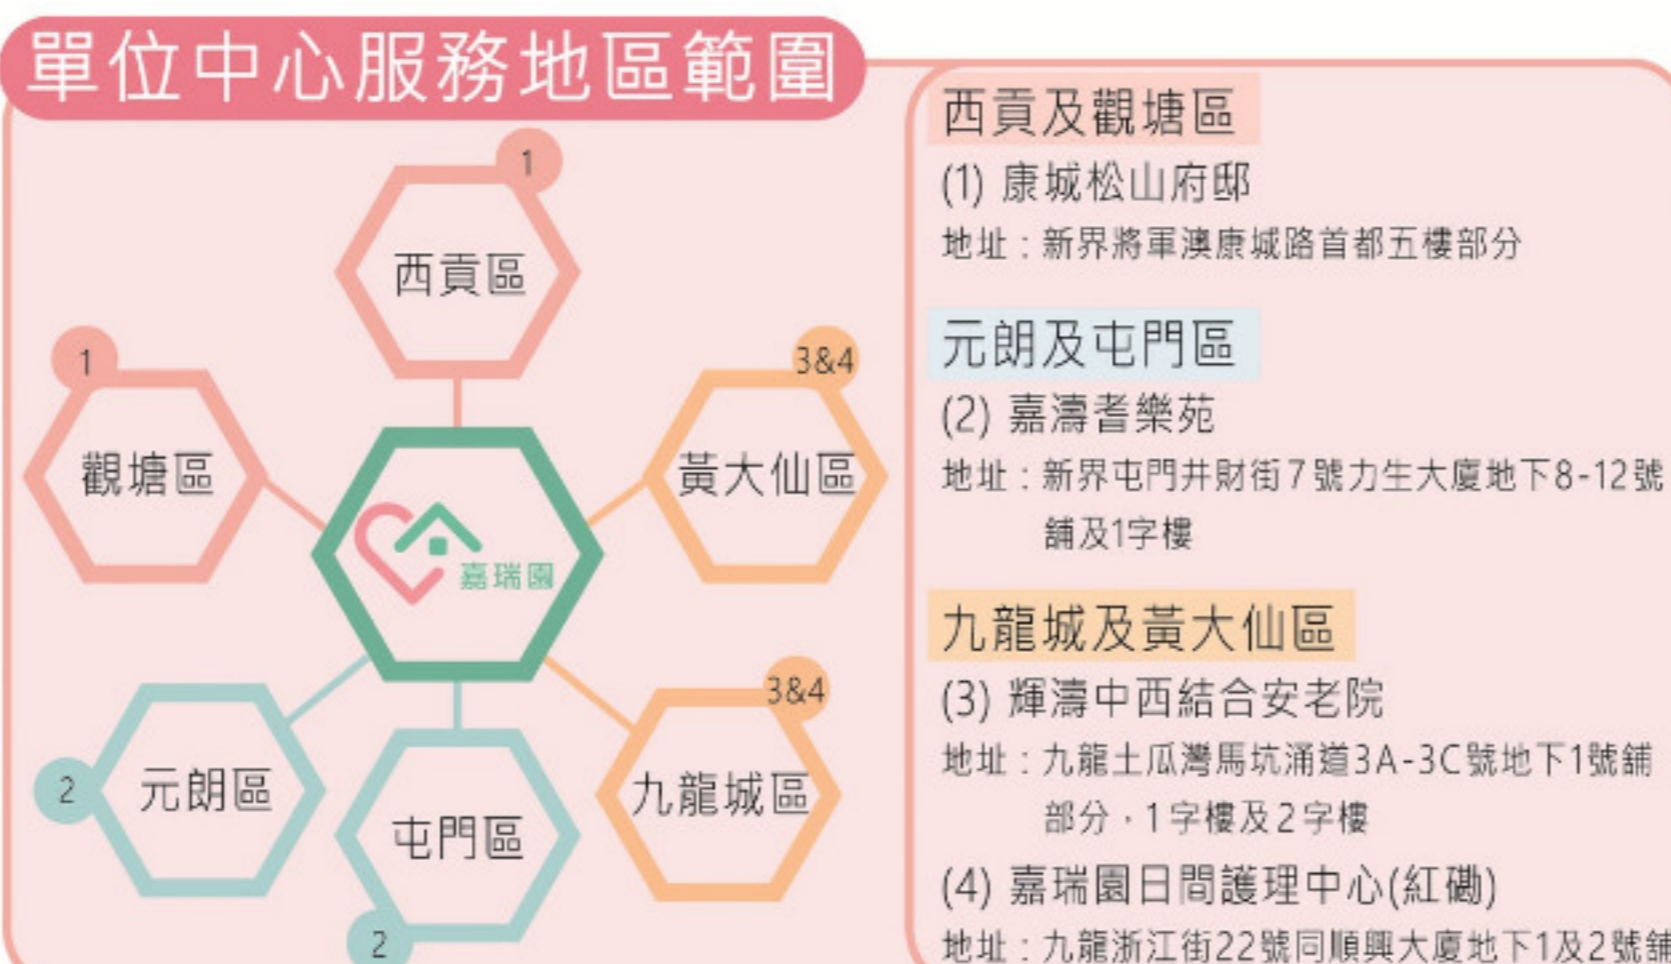 單位中心服務地區範圍
1
西貢區
1
觀塘區
3&4
黃大仙區
嘉瑞園
2
元朗區
屯門區
2
3&4
九龍城區
西貢及觀塘區
(1) 康城松山府邸
地址：新界將軍澳康城路首都五樓部分
元朗及屯門區
(2) 嘉濤耆樂苑
地址：新界屯門井財街7號力生大廈地下8-12號
舖及1字樓
九龍城及黃大仙區
(3) 輝濤中西結合安老院
地址：九龍土瓜灣馬坑涌道3A-3C號地下1號舖
部分，1字樓及2字樓
(4) 嘉瑞園日間護理中心(紅磡)
地址：九龍浙江街22號同順興大廈地下1及2號舖